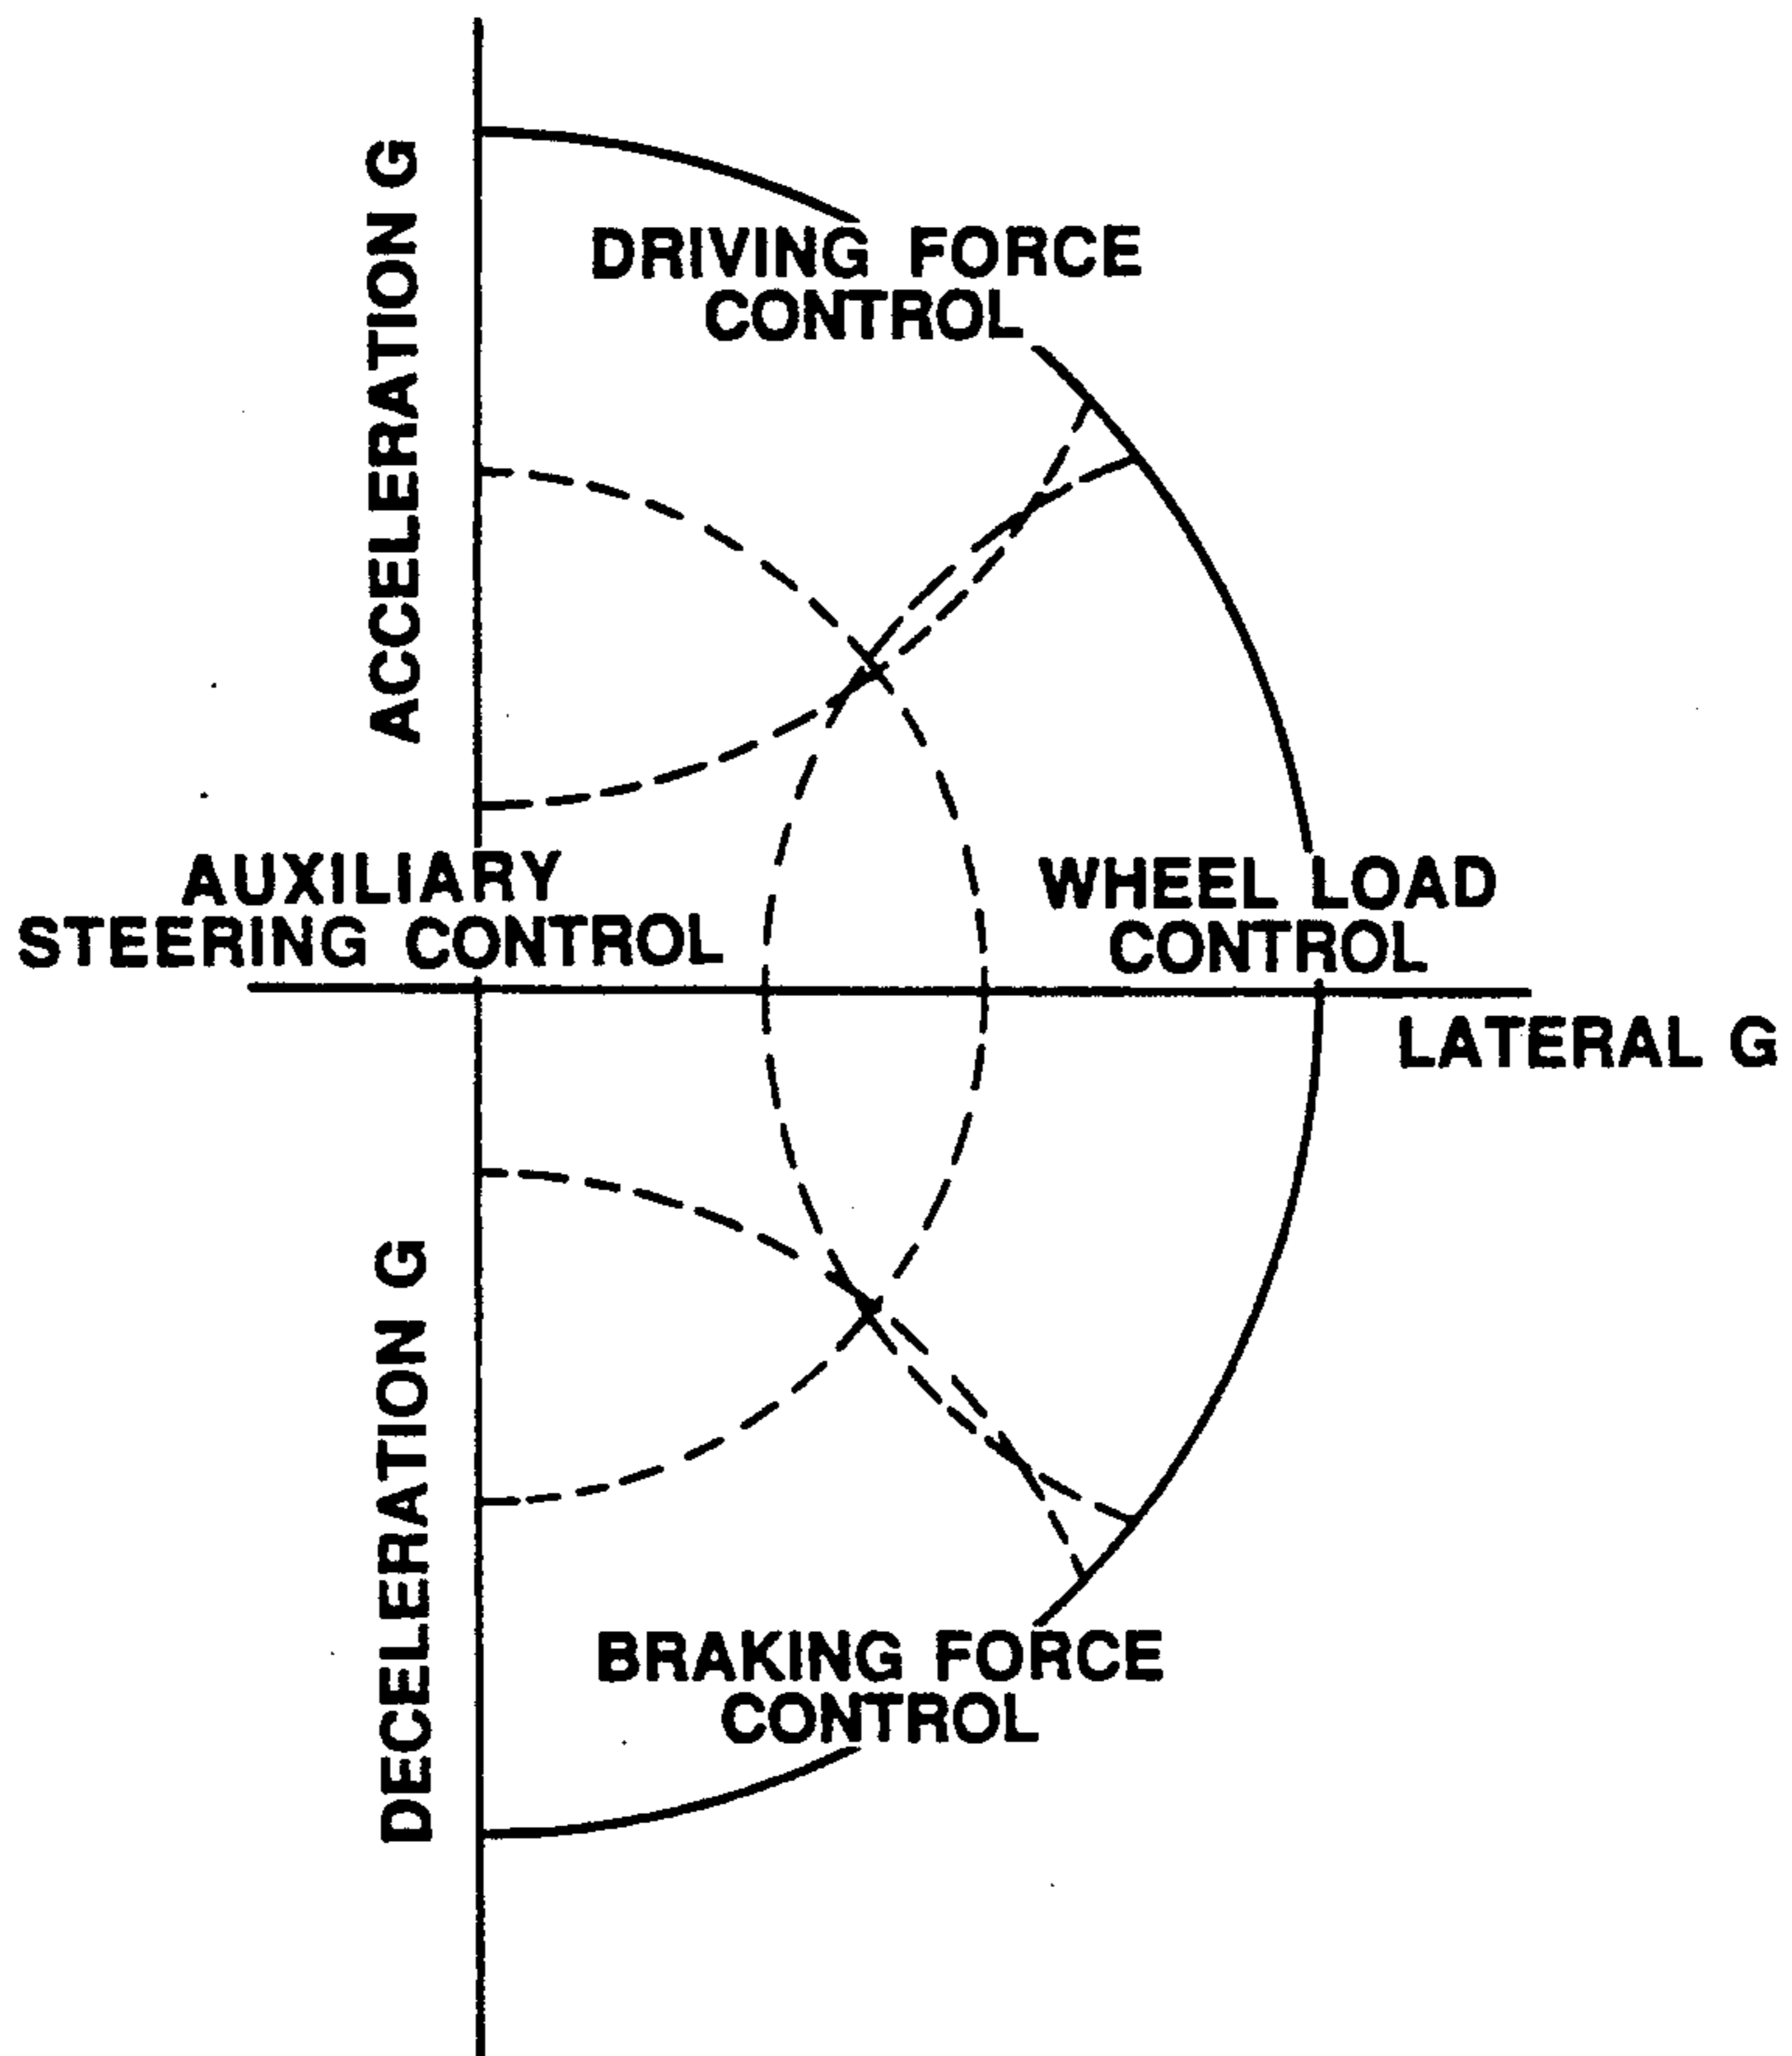 ACCELERATION G
DRIVING FORCE
CONTROL
AUXILIARY
STEERING CONTROL
WHEEL LOAD
CONTROL
LATERAL G
DECELERATION G
BRAKING FORCE
CONTROL